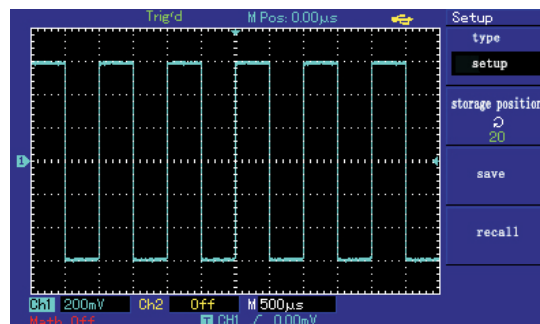 Trig'd M Pos: 0.00μs Setup
type
setup
storage position
20
save
recall
1
Ch1 200mV Ch2 Off M 500μs
Math Off T CH1 / 0.00mV